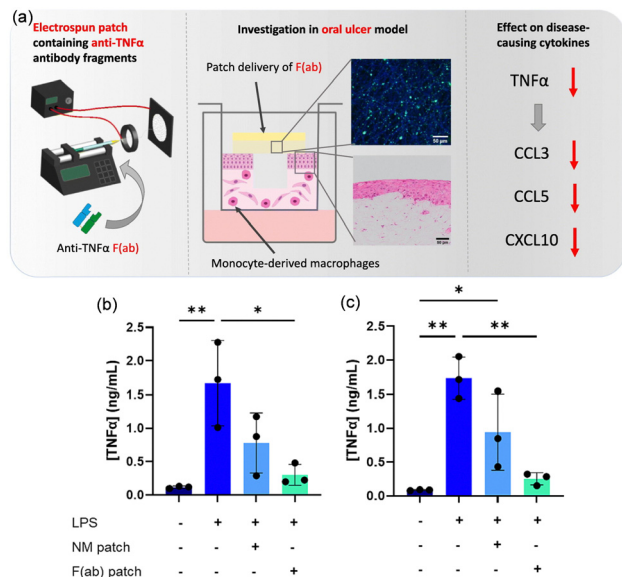 (a)
Electrospun patch
containing anti-TNFα
antibody fragments
Anti-TNFα F(ab)
Investigation in oral ulcer model
Patch delivery of F(ab)
50 µm
Monocyte-derived macrophages
Effect on disease-
causing cytokines
TNFα
CCL3
CCL5
CXCL10
(b)
** *
[TNFα] (ng/mL)
2.5
2.0
1.5
1.0
0.5
0.0
(c)
*
** **
[TNFα] (ng/mL)
2.5
2.0
1.5
1.0
0.5
0.0
LPS - + + + - + + +
NM patch - - + - - - + -
F(ab) patch - - - + - - - +